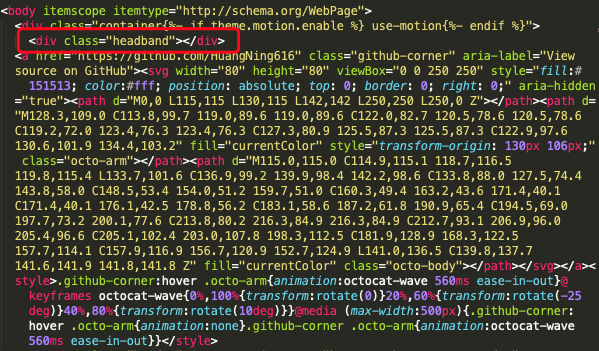 <body itemscope itemtype="http://schema.org/WebPage">
<div class="container{%- if theme.motion.enable %} use-motion{%- endif %}">
<div class="headband"></div>
<a href="https://github.com/HuangNing616" class="github-corner" aria-label="View
source on GitHub"><svg width="80" height="80" viewBox="0 0 250 250" style="fill:#
151513; color:#fff; position: absolute; top: 0; border: 0; right: 0;" aria-hidden
="true"><path d="M0,0 L115,115 L130,115 L142,142 L250,250 L250,0 Z"></path><path d=
"M128.3,109.0 C113.8,99.7 119.0,89.6 119.0,89.6 C122.0,82.7 120.5,78.6 120.5,78.6
C119.2,72.0 123.4,76.3 123.4,76.3 C127.3,80.9 125.5,87.3 125.5,87.3 C122.9,97.6
130.6,101.9 134.4,103.2" fill="currentColor" style="transform-origin: 130px 106px;"
class="octo-arm"></path><path d="M115.0,115.0 C114.9,115.1 118.7,116.5
119.8,115.4 L133.7,101.6 C136.9,99.2 139.9,98.4 142.2,98.6 C133.8,88.0 127.5,74.4
143.8,58.0 C148.5,53.4 154.0,51.2 159.7,51.0 C160.3,49.4 163.2,43.6 171.4,40.1
C171.4,40.1 176.1,42.5 178.8,56.2 C183.1,58.6 187.2,61.8 190.9,65.4 C194.5,69.0
197.7,73.2 200.1,77.6 C213.8,80.2 216.3,84.9 216.3,84.9 C212.7,93.1 206.9,96.0
205.4,96.6 C205.1,102.4 203.0,107.8 198.3,112.5 C181.9,128.9 168.3,122.5
157.7,114.1 C157.9,116.9 156.7,120.9 152.7,124.9 L141.0,136.5 C139.8,137.7
141.6,141.9 141.8,141.8 Z" fill="currentColor" class="octo-body"></path></svg></a><
style>.github-corner:hover .octo-arm{animation:octocat-wave 560ms ease-in-out}@
keyframes octocat-wave{0%,100%{transform:rotate(0)}20%,60%{transform:rotate(-25
deg)}40%,80%{transform:rotate(10deg)}}@media (max-width:500px){.github-corner:
hover .octo-arm{animation:none}.github-corner .octo-arm{animation:octocat-wave
560ms ease-in-out}}</style>